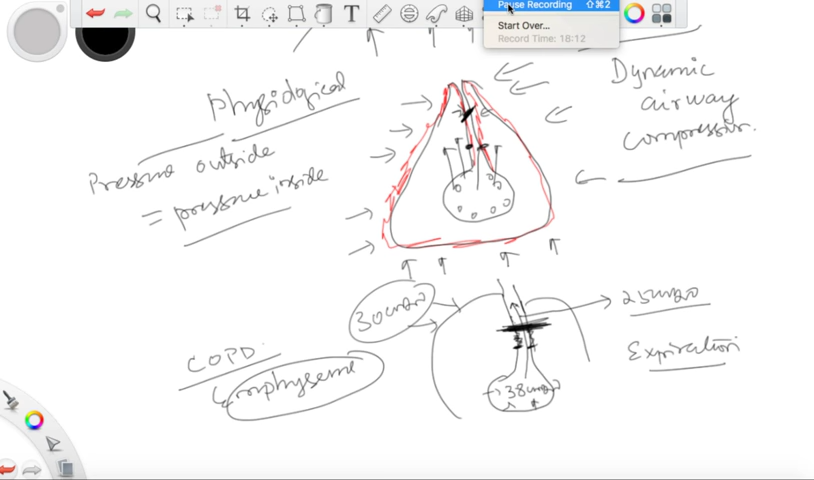 Pause Recording ⇧⌘2
Start Over...
Record Time: 18:12
T
Physiological
Pressure outside
= pressure inside
Dynamic
airway
compression.
30cmH2O
25cmH2O
Expiration
COPD
Emphysema
38cmH2O